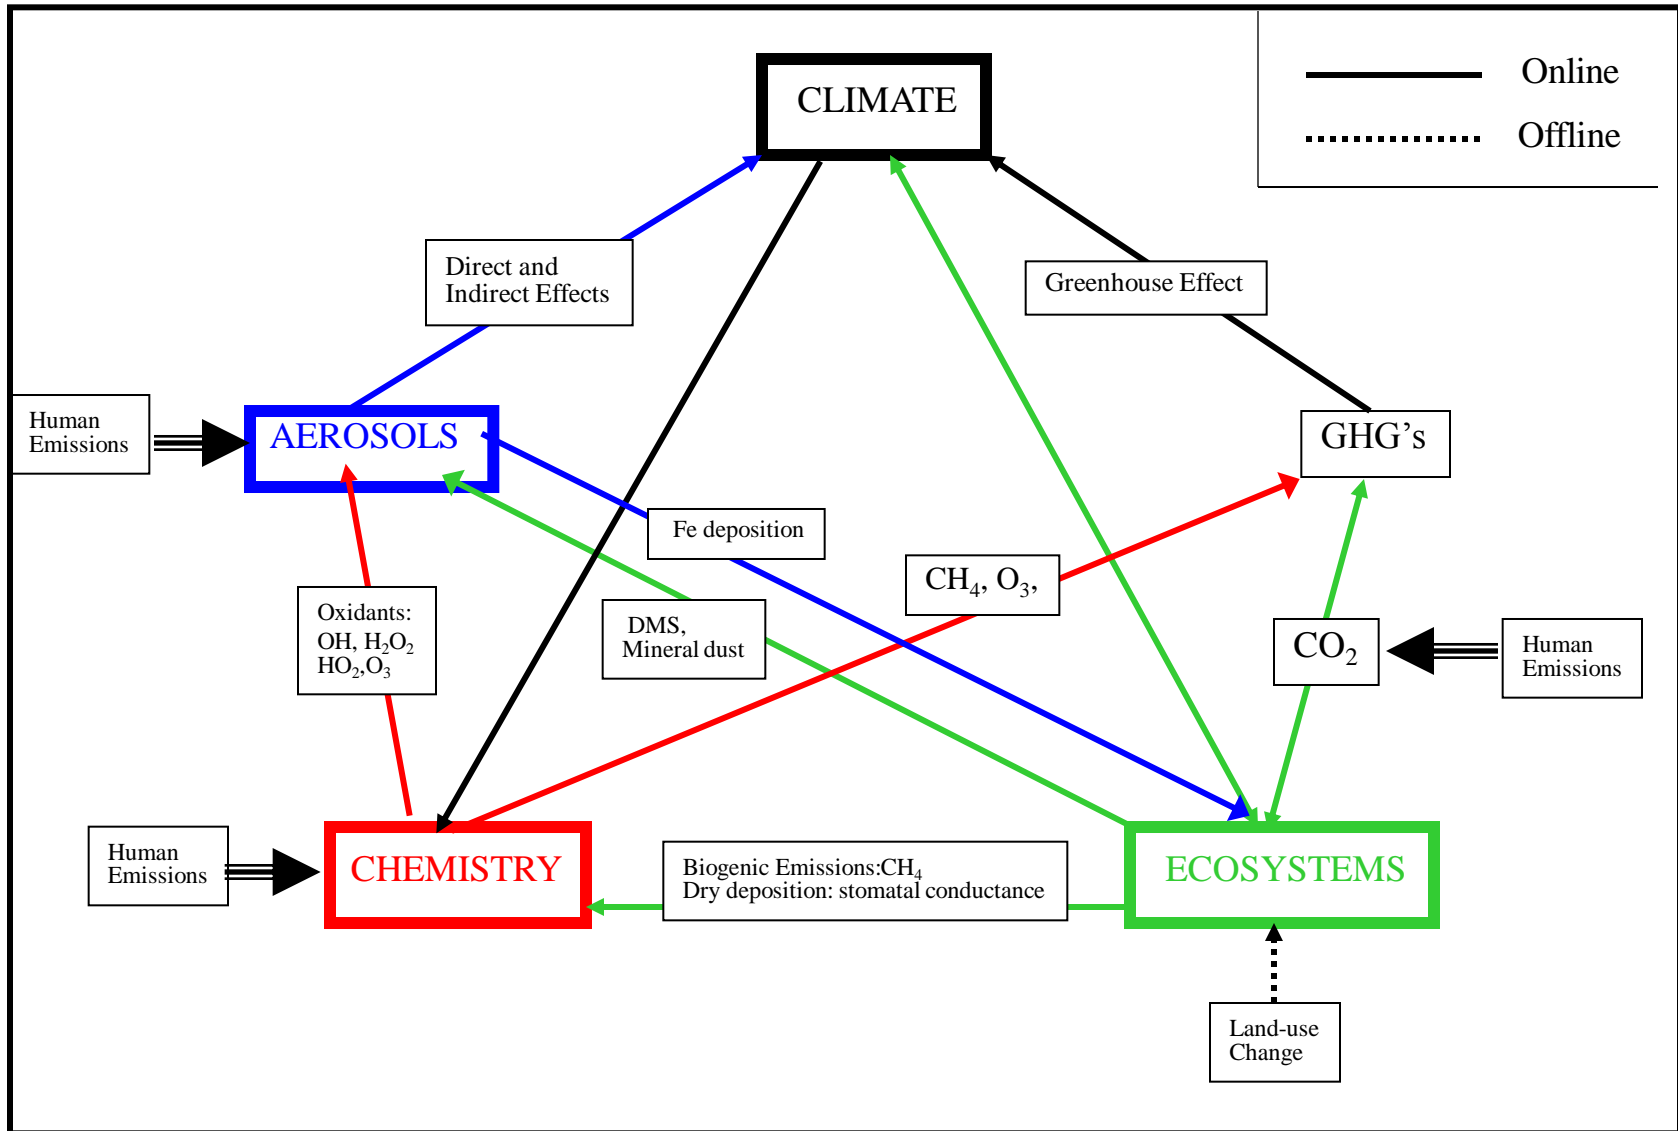 CLIMATE
Online
Offline
Direct and
Indirect Effects
Greenhouse Effect
Human
Emissions
AEROSOLS
GHG's
Fe deposition
CH₄, O₃,
Oxidants:
OH, H₂O₂
HO₂,O₃
DMS,
Mineral dust
CO₂
Human
Emissions
Human
Emissions
CHEMISTRY
Biogenic Emissions:CH₄
Dry deposition: stomatal conductance
ECOSYSTEMS
Land-use
Change